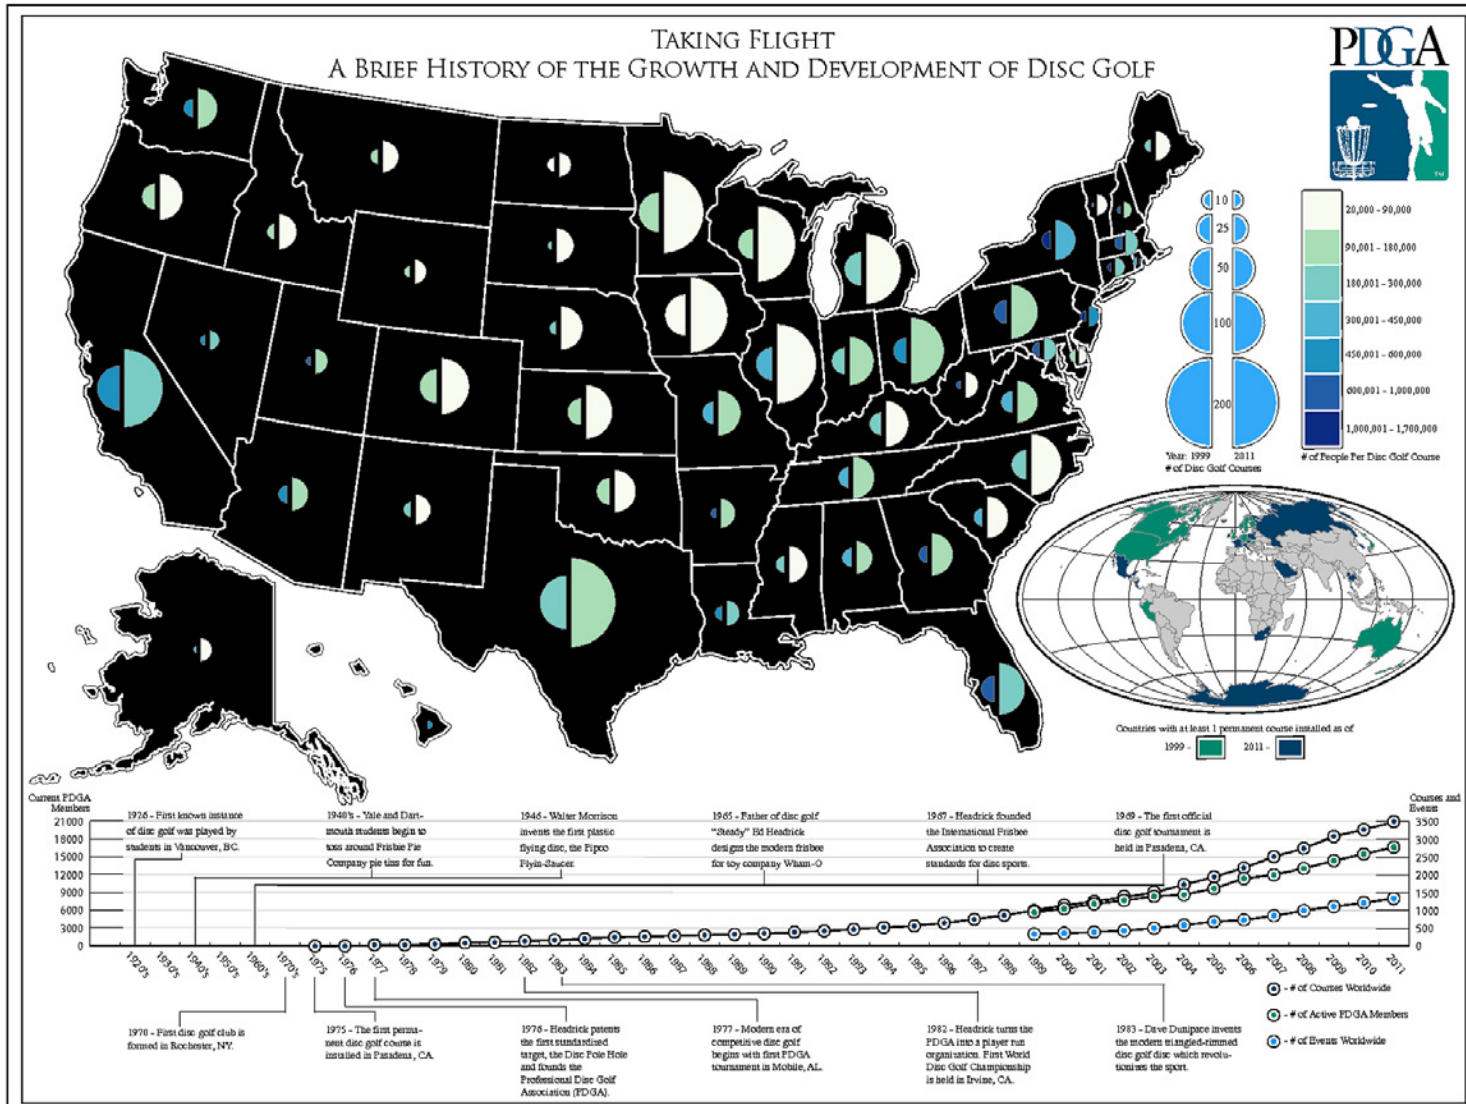 TAKING FLIGHT
A BRIEF HISTORY OF THE GROWTH AND DEVELOPMENT OF DISC GOLF
PDGA
TM
10
25
50
100
200
Year: 1999 2011
# of Disc Golf Courses
20,000 - 90,000
90,001 - 180,000
180,001 - 300,000
300,001 - 450,000
450,001 - 600,000
600,001 - 1,000,000
1,000,001 - 1,700,000
# of People Per Disc Golf Course
Countries with at least 1 permanent course installed as of
1999 - 2011 -
Current PDGA
Members
21000
18000
15000
12000
9000
6000
3000
0
1926 - First known instance
of disc golf was played by
students in Vancouver, BC.
1940's - Yale and Dart-
mouth students begin to
toss around Frisbie Pie
Company pie tins for fun.
1946 - Walter Morrison
invents the first plastic
flying disc, the Pipco
Flyin-Saucer.
1965 - Father of disc golf
"Steady" Ed Headrick
designs the modern frisbee
for toy company Wham-O
1967 - Headrick founded
the International Frisbee
Association to create
standards for disc sports.
1969 - The first official
disc golf tournament is
held in Pasadena, CA.
Courses and
Events
3500
3000
2500
2000
1500
1000
500
0
1920's 1930's 1940's 1950's 1960's 1970's 1975 1976 1977 1978 1979 1980 1981 1982 1983 1984 1985 1986 1987 1988 1989 1990 1991 1992 1993 1994 1995 1996 1997 1998 1999 2000 2001 2002 2003 2004 2005 2006 2007 2008 2009 2010 2011
1970 - First disc golf club is
formed in Rochester, NY.
1975 - The first perma-
nent disc golf course is
installed in Pasadena, CA.
1976 - Headrick patents
the first standardized
target, the Disc Pole Hole
and founds the
Professional Disc Golf
Association (PDGA).
1977 - Modern era of
competitive disc golf
begins with first PDGA
tournament in Mobile, AL.
1982 - Headrick turns the
PDGA into a player run
organization. First World
Disc Golf Championship
is held in Irvine, CA.
1983 - Dave Dunipace invents
the modern triangled-rimmed
disc golf disc which revolu-
tionizes the sport.
- # of Courses Worldwide
- # of Active PDGA Members
- # of Events Worldwide